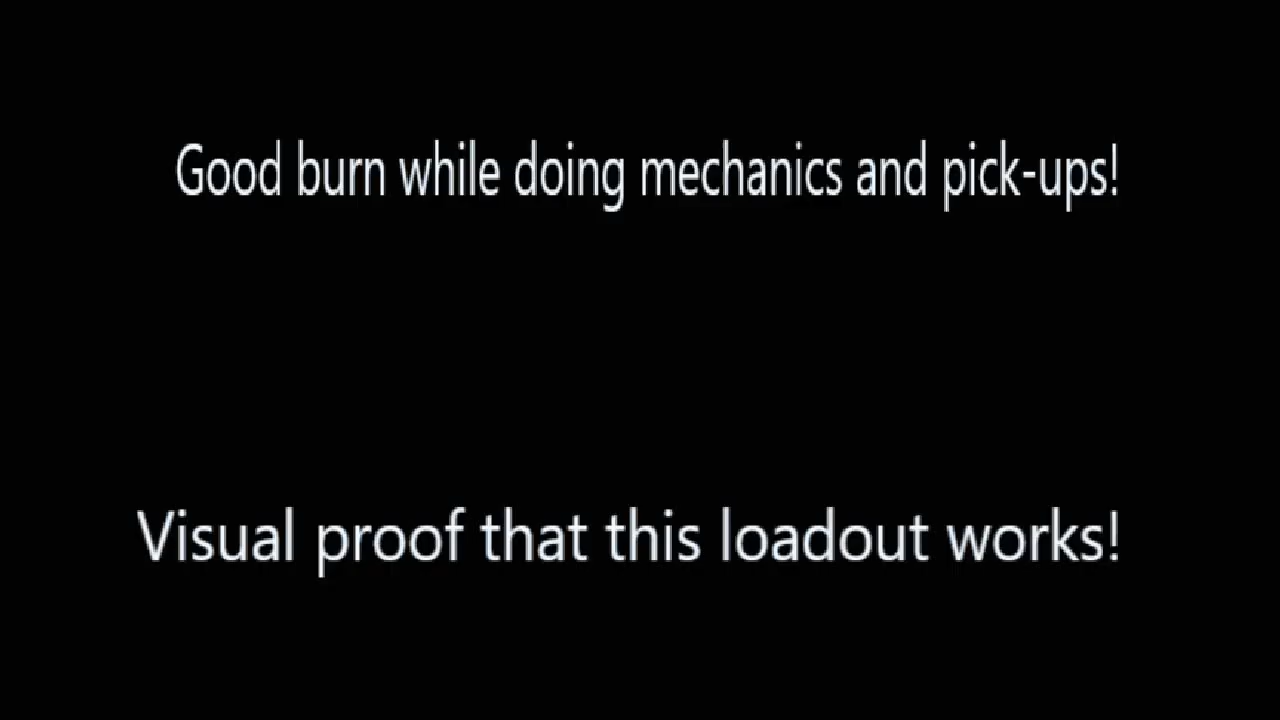 Good burn while doing mechanics and pick-ups!
Visual proof that this loadout works!